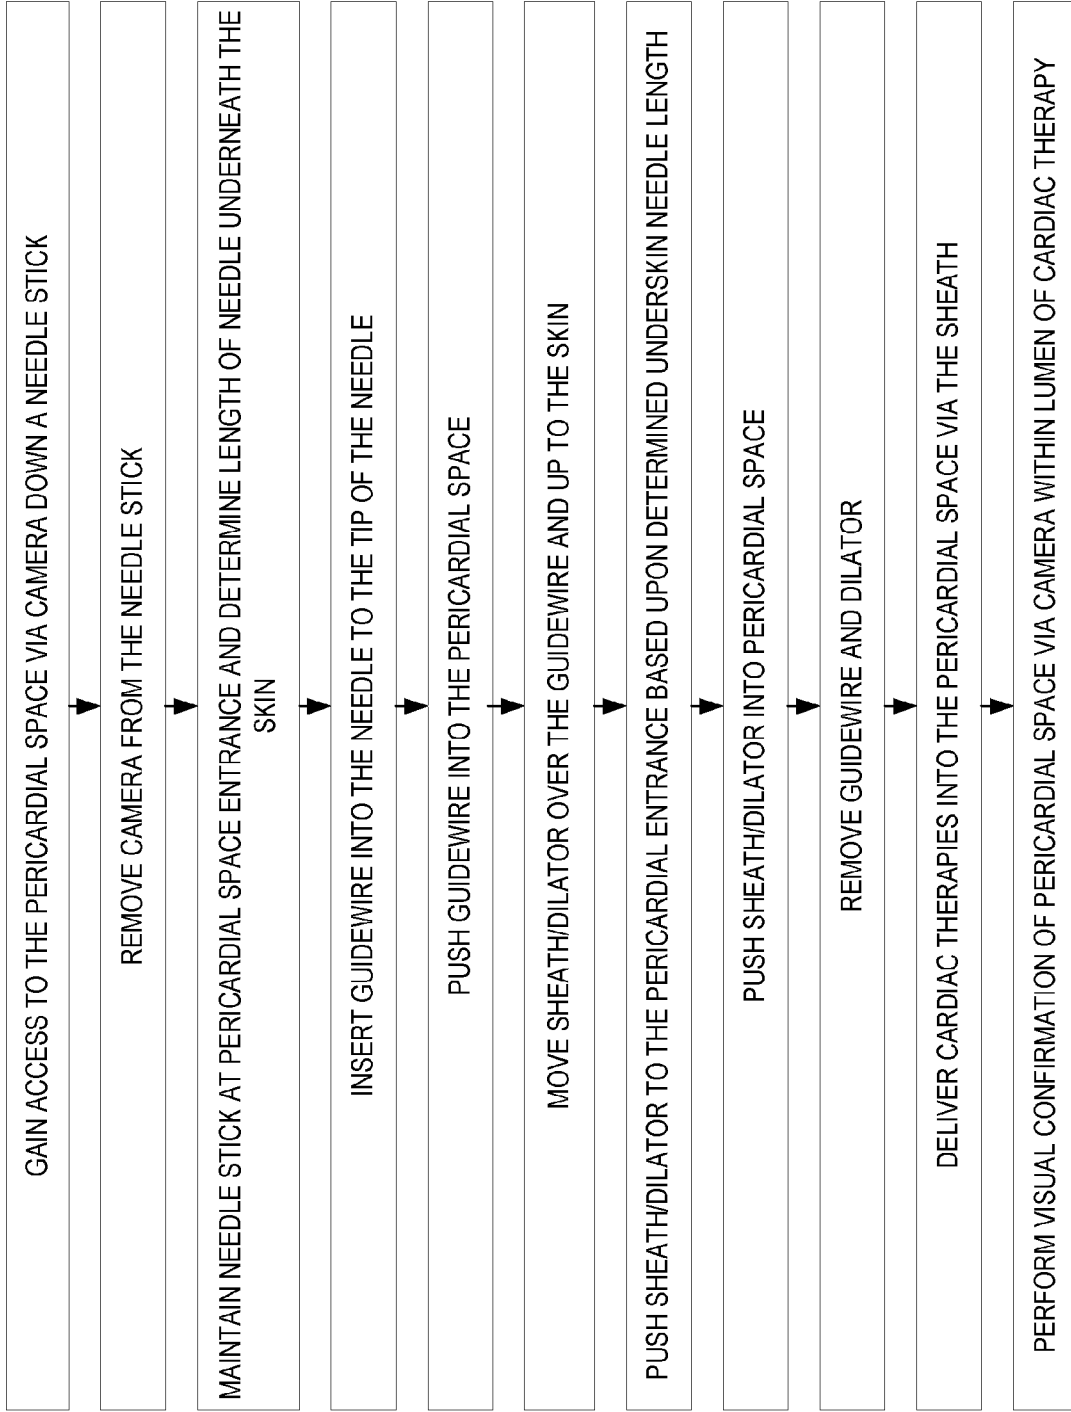 GAIN ACCESS TO THE PERICARDIAL SPACE VIA CAMERA DOWN A NEEDLE STICK
REMOVE CAMERA FROM THE NEEDLE STICK
MAINTAIN NEEDLE STICK AT PERICARDIAL SPACE ENTRANCE AND DETERMINE LENGTH OF NEEDLE UNDERNEATH THE
SKIN
INSERT GUIDEWIRE INTO THE NEEDLE TO THE TIP OF THE NEEDLE
PUSH GUIDEWIRE INTO THE PERICARDIAL SPACE
MOVE SHEATH/DILATOR OVER THE GUIDEWIRE AND UP TO THE SKIN
PUSH SHEATH/DILATOR TO THE PERICARDIAL ENTRANCE BASED UPON DETERMINED UNDERSKIN NEEDLE LENGTH
PUSH SHEATH/DILATOR INTO PERICARDIAL SPACE
REMOVE GUIDEWIRE AND DILATOR
DELIVER CARDIAC THERAPIES INTO THE PERICARDIAL SPACE VIA THE SHEATH
PERFORM VISUAL CONFIRMATION OF PERICARDIAL SPACE VIA CAMERA WITHIN LUMEN OF CARDIAC THERAPY